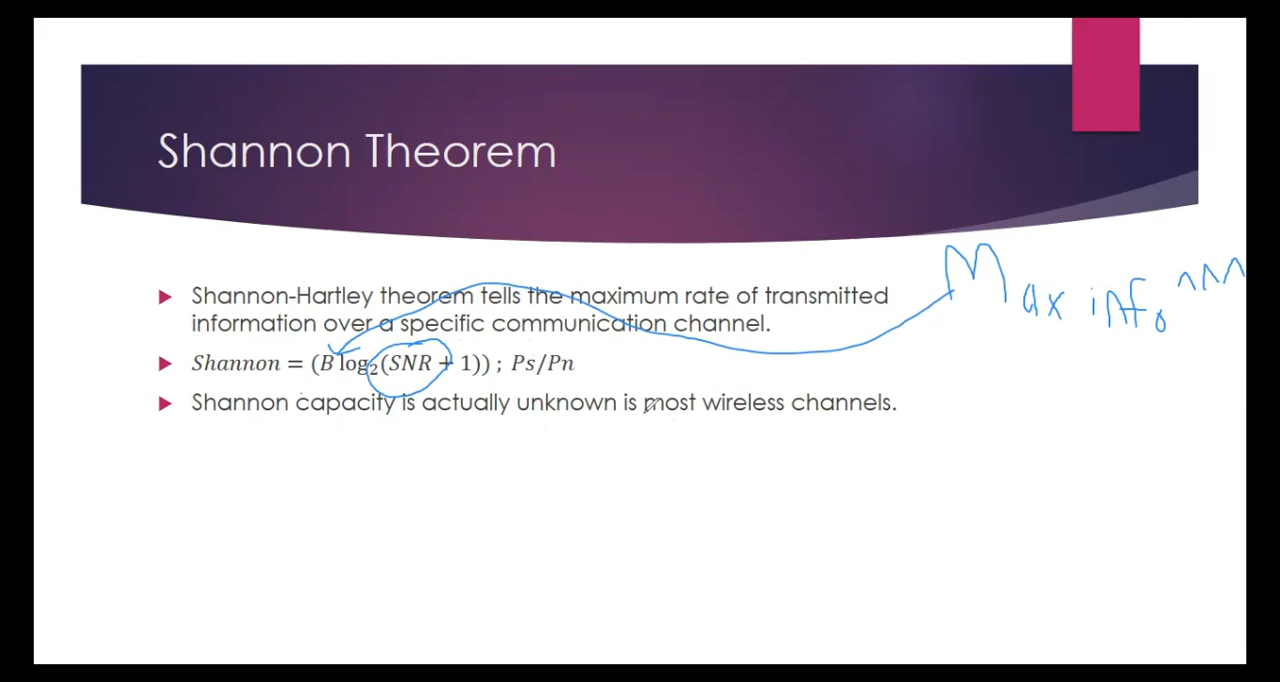 Shannon Theorem
Shannon-Hartley theorem tells the maximum rate of transmitted
information over a specific communication channel.
Shannon = (B log₂(SNR + 1)) ; Ps/Pn
Shannon capacity is actually unknown is most wireless channels.
Max info ^^^